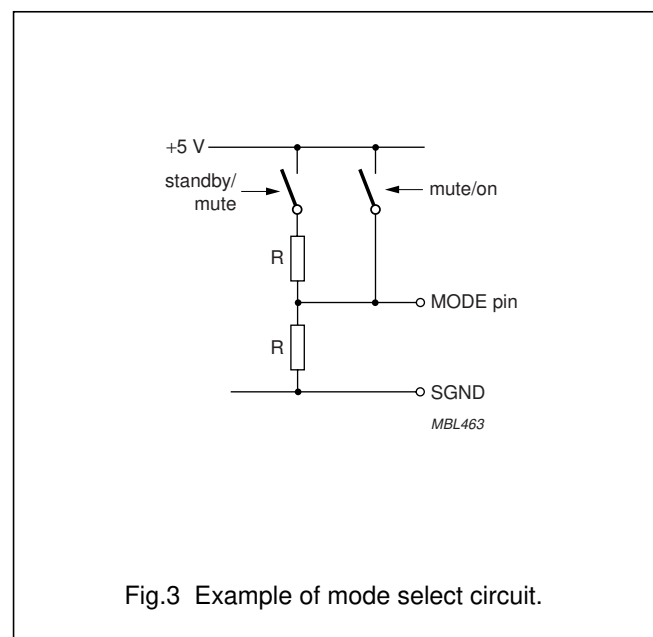 +5 V
standby/
mute
mute/on
R
MODE pin
R
SGND
MBL463
Fig.3 Example of mode select circuit.